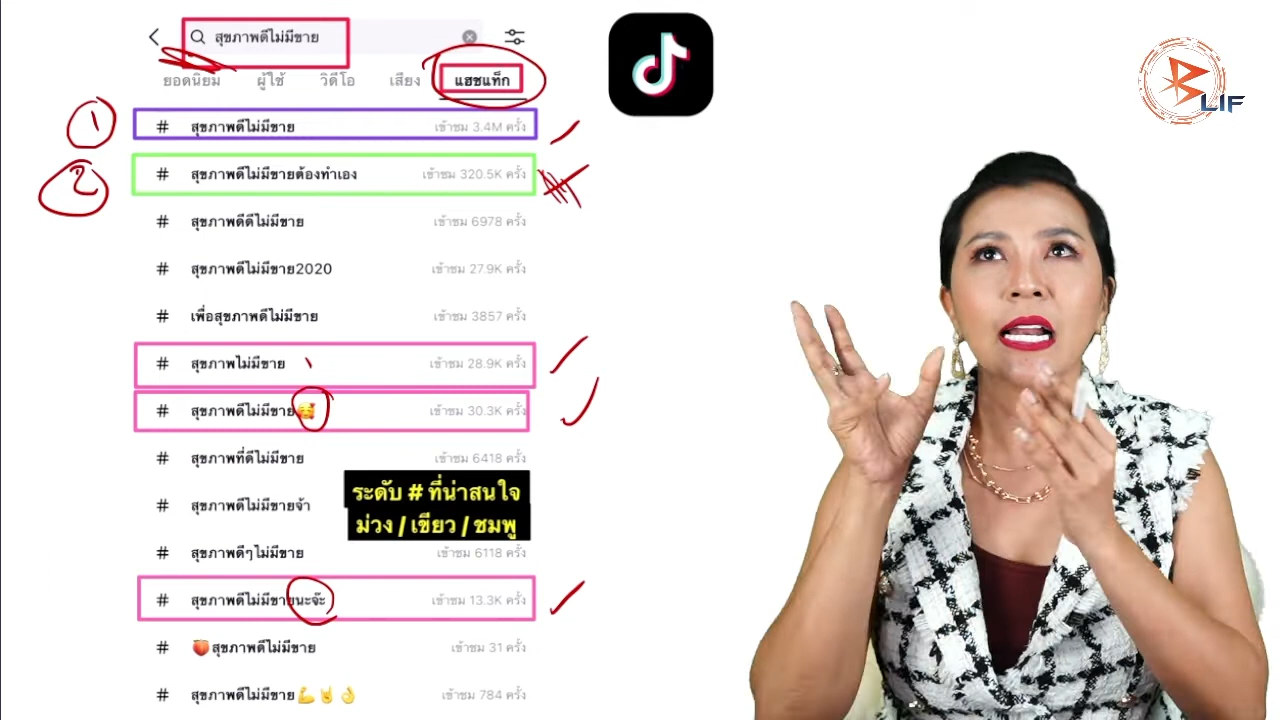 สุขภาพดีไม่มีขาย
ยอดนิยม ผู้ใช้ วิดีโอ เสียง แฮชแท็ก
1
# สุขภาพดีไม่มีขาย เข้าชม 3.4M ครั้ง
2
# สุขภาพดีไม่มีขายต้องทำเอง เข้าชม 320.5K ครั้ง
# สุขภาพดีดีไม่มีขาย เข้าชม 6978 ครั้ง
# สุขภาพดีไม่มีขาย2020 เข้าชม 27.9K ครั้ง
# เพื่อสุขภาพดีไม่มีขาย เข้าชม 3857 ครั้ง
# สุขภาพไม่มีขาย เข้าชม 28.9K ครั้ง
# สุขภาพดีไม่มีขาย🥰 เข้าชม 30.3K ครั้ง
# สุขภาพที่ดีไม่มีขาย เข้าชม 6418 ครั้ง
# สุขภาพดีไม่มีขายจ้า
ระดับ # ที่น่าสนใจ
ม่วง / เขียว / ชมพู
# สุขภาพดีๆไม่มีขาย เข้าชม 6118 ครั้ง
# สุขภาพดีไม่มีขายนะจ๊ะ เข้าชม 13.3K ครั้ง
# 🍑สุขภาพดีไม่มีขาย เข้าชม 31 ครั้ง
# สุขภาพดีไม่มีขาย💪🤘👌 เข้าชม 784 ครั้ง
B LIF